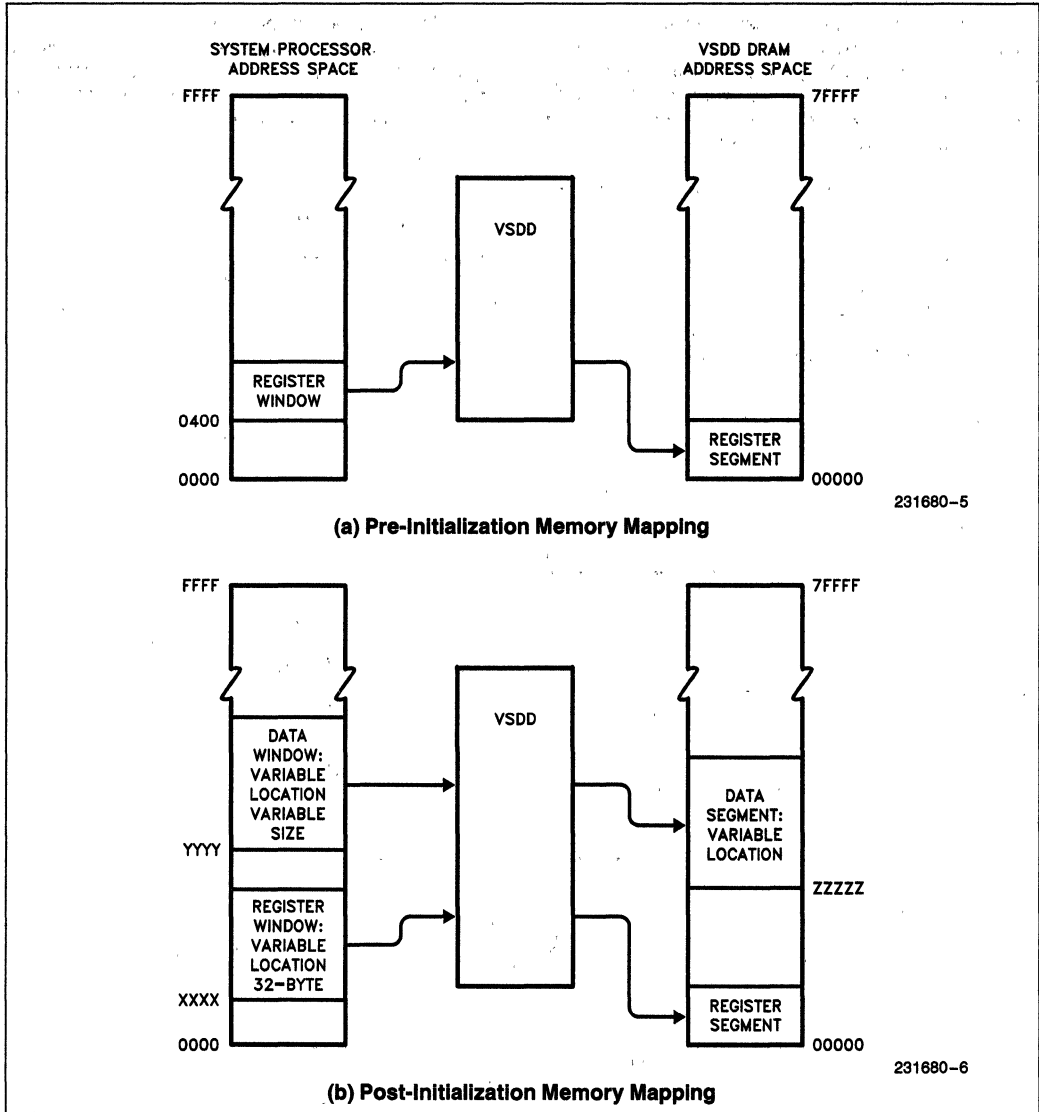 SYSTEM PROCESSOR
ADDRESS SPACE
VSDD DRAM
ADDRESS SPACE
FFFF
7FFFF
VSDD
REGISTER
WINDOW
0400
0000
REGISTER
SEGMENT
00000
231680-5
(a) Pre-Initialization Memory Mapping
FFFF
7FFFF
VSDD
DATA
WINDOW:
VARIABLE
LOCATION
VARIABLE
SIZE
YYYY
DATA
SEGMENT:
VARIABLE
LOCATION
ZZZZZ
REGISTER
WINDOW:
VARIABLE
LOCATION
32-BYTE
XXXX
0000
REGISTER
SEGMENT
00000
231680-6
(b) Post-Initialization Memory Mapping